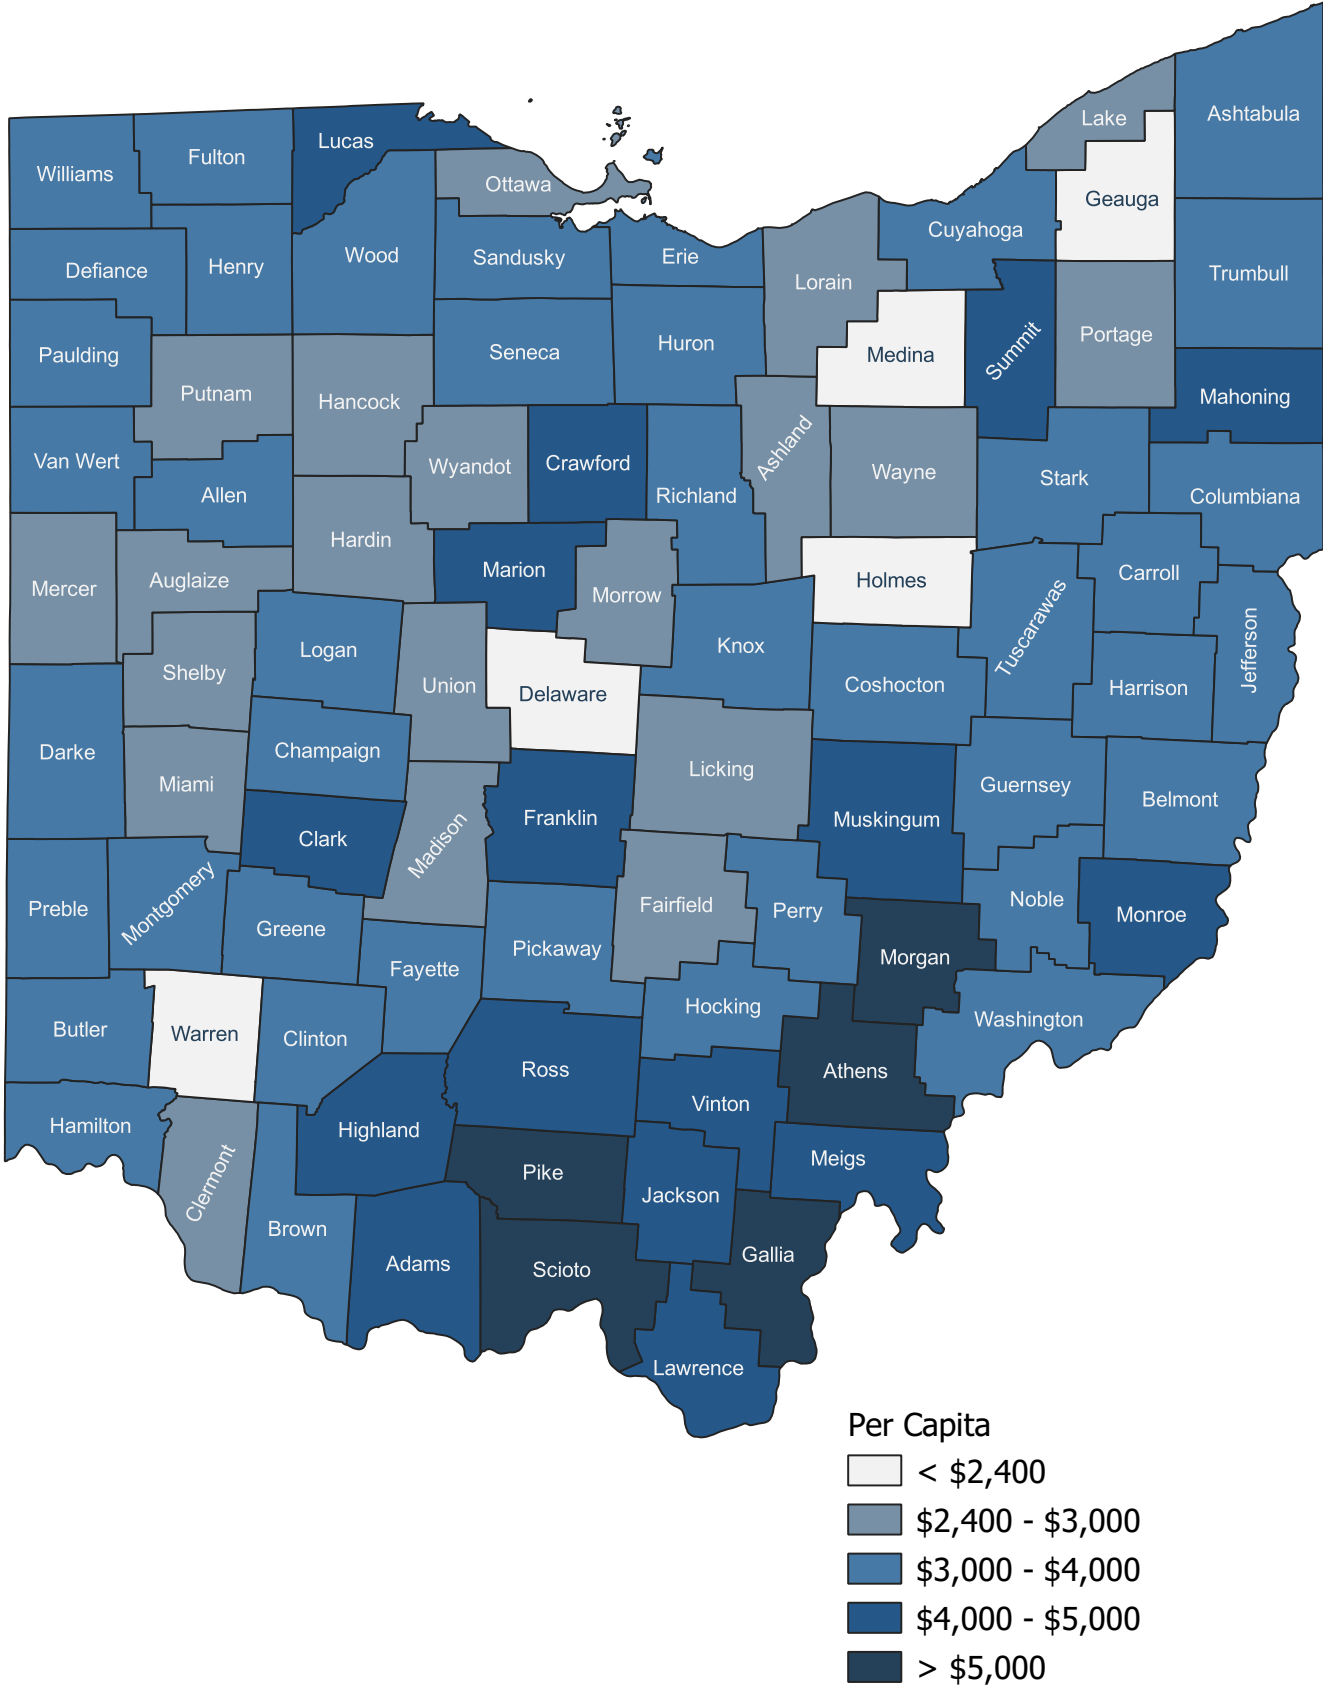 Ashtabula
Lake
Lucas
Fulton
Williams
Ottawa
Geauga
Cuyahoga
Wood
Sandusky
Erie
Henry
Defiance
Trumbull
Lorain
Portage
Summit
Huron
Seneca
Paulding
Medina
Putnam
Hancock
Mahoning
Ashland
Van Wert
Crawford
Wyandot
Wayne
Stark
Allen
Richland
Columbiana
Hardin
Marion
Carroll
Auglaize
Holmes
Mercer
Morrow
Tuscarawas
Knox
Logan
Jefferson
Shelby
Union
Coshocton
Harrison
Delaware
Darke
Champaign
Licking
Miami
Guernsey
Belmont
Franklin
Muskingum
Clark
Madison
Noble
Fairfield
Perry
Preble
Montgomery
Monroe
Greene
Pickaway
Morgan
Fayette
Hocking
Washington
Butler
Warren
Clinton
Ross
Athens
Vinton
Hamilton
Highland
Meigs
Pike
Clermont
Jackson
Brown
Gallia
Adams
Scioto
Lawrence
Per Capita
< $2,400
$2,400 - $3,000
$3,000 - $4,000
$4,000 - $5,000
> $5,000